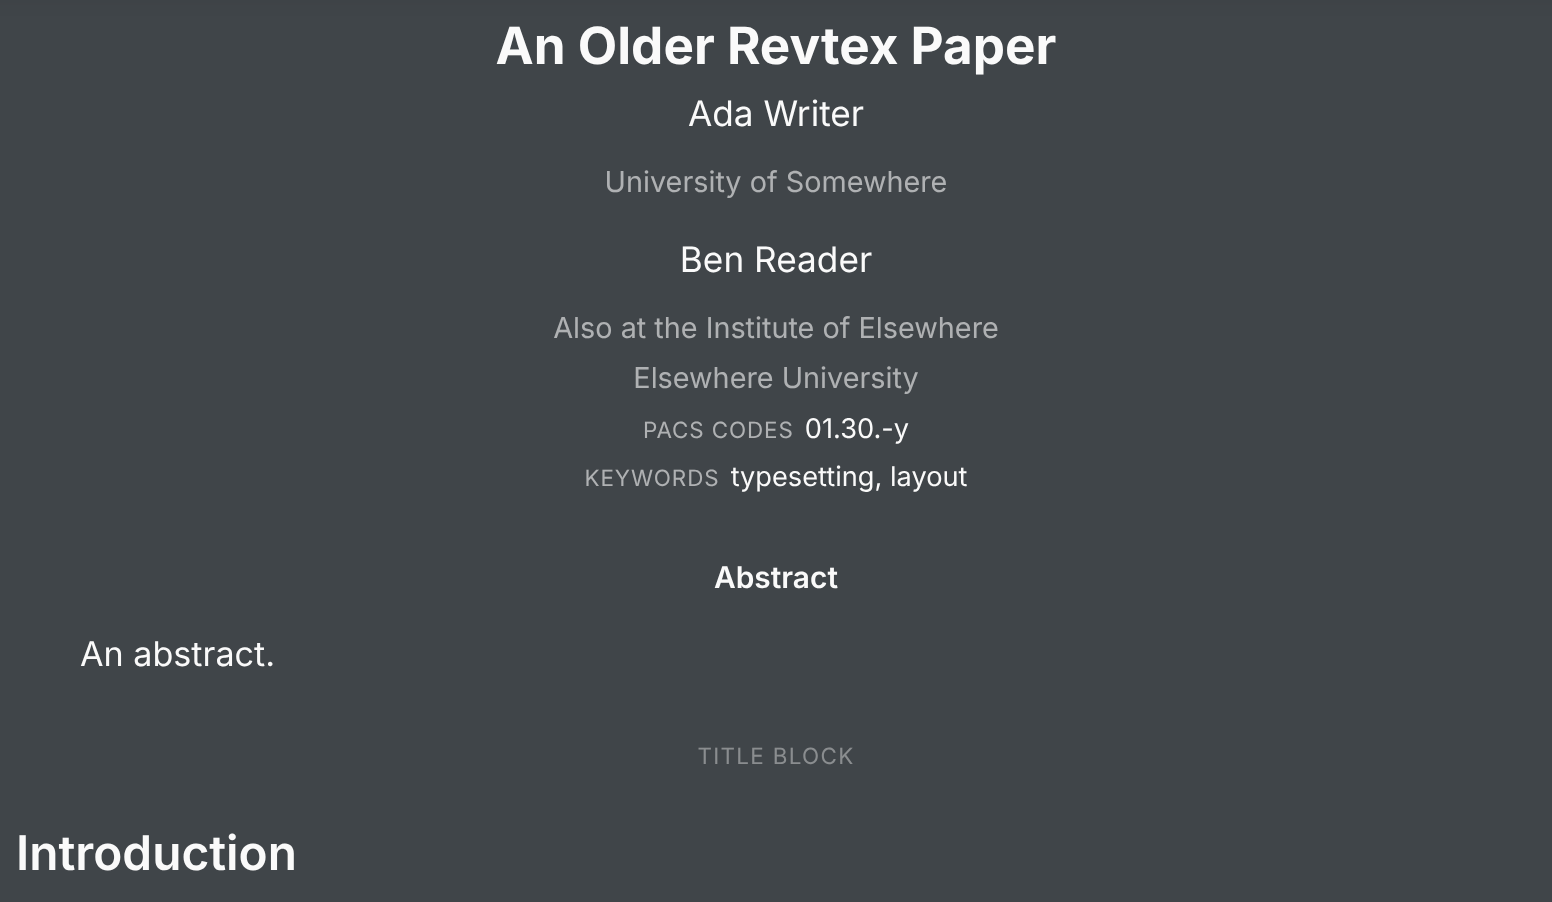 An Older Revtex Paper
Ada Writer
University of Somewhere
Ben Reader
Also at the Institute of Elsewhere
Elsewhere University
PACS CODES 01.30.-y
KEYWORDS typesetting, layout
Abstract
An abstract.
TITLE BLOCK
Introduction